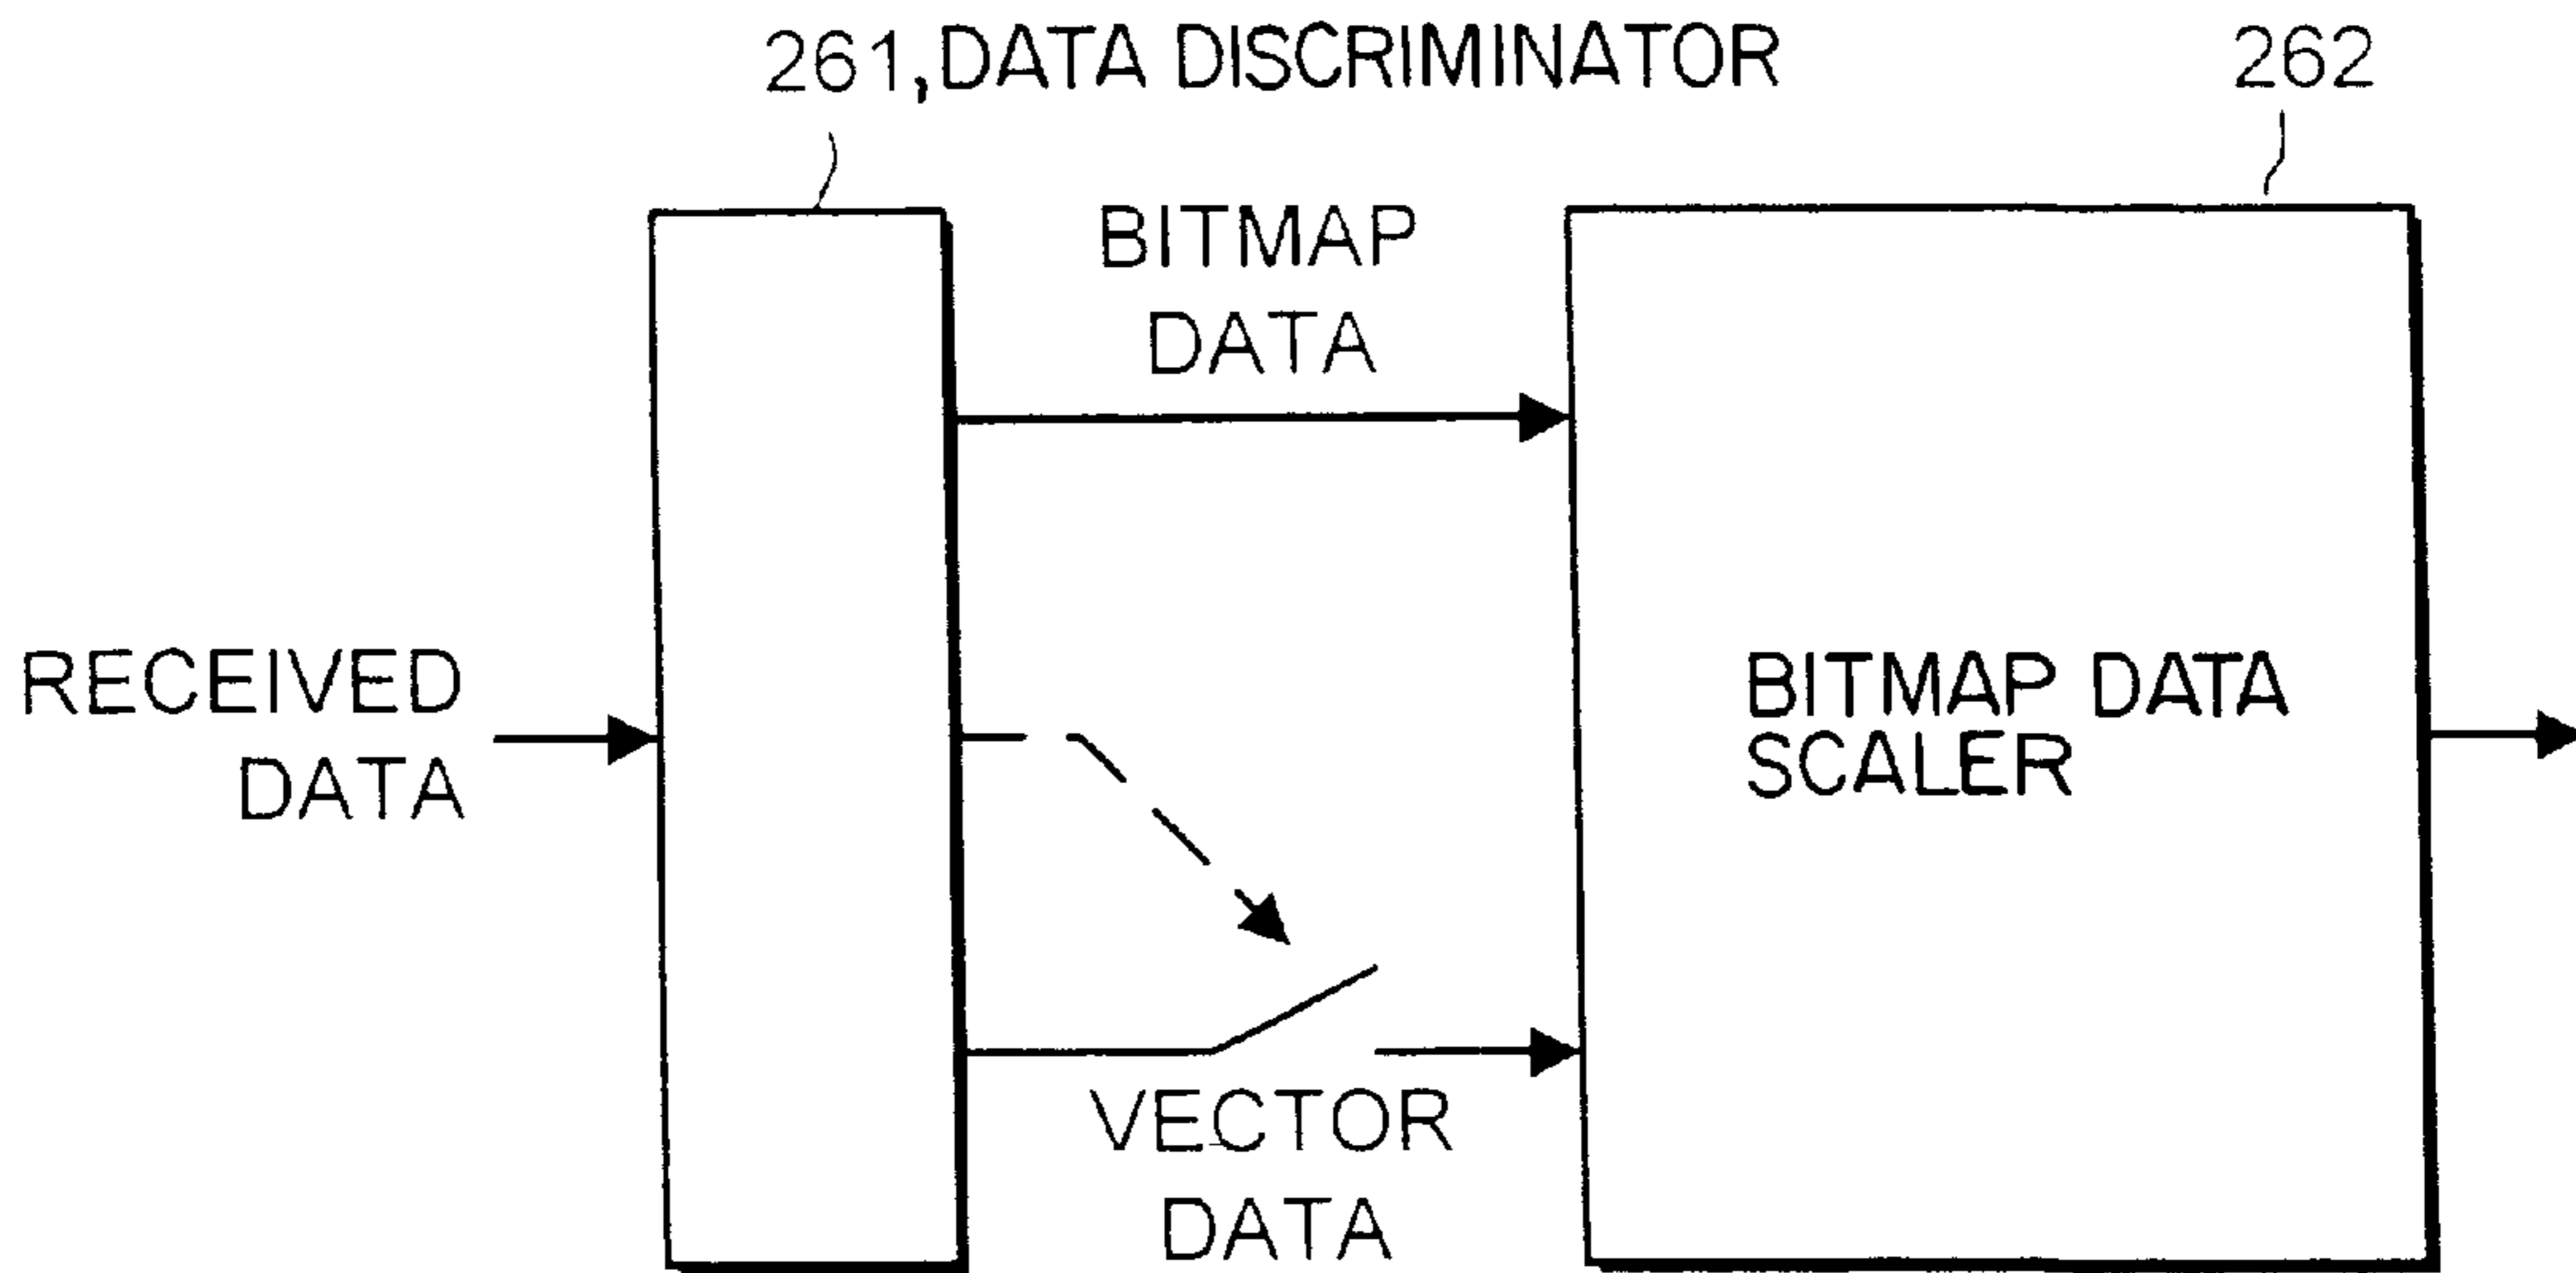 261, DATA DISCRIMINATOR
262
BITMAP
DATA
RECEIVED
DATA
BITMAP DATA
SCALER
VECTOR
DATA